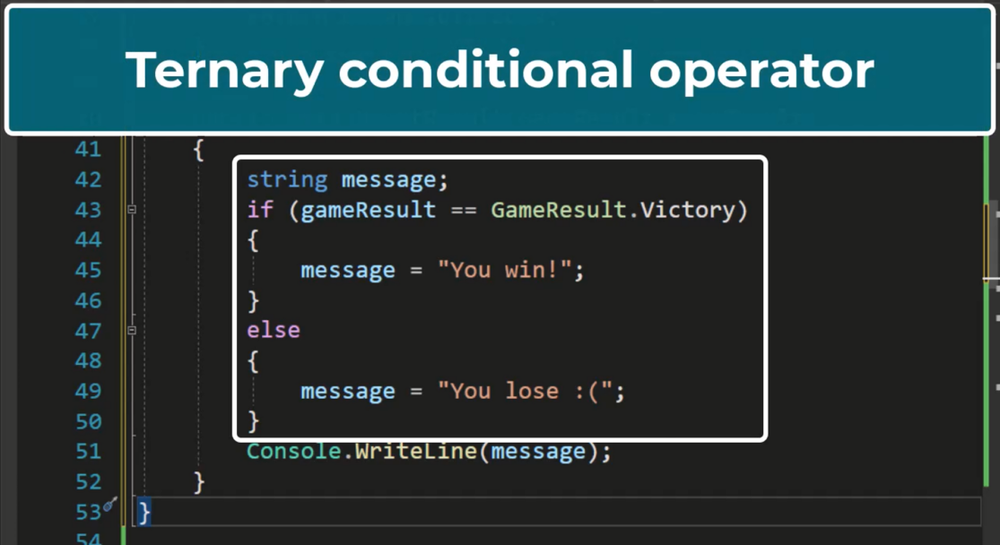 Ternary conditional operator
41 {
42 string message;
43 if (gameResult == GameResult.Victory)
44 {
45 message = "You win!";
46 }
47 else
48 {
49 message = "You lose :(";
50 }
51 Console.WriteLine(message);
52 }
53 }
54